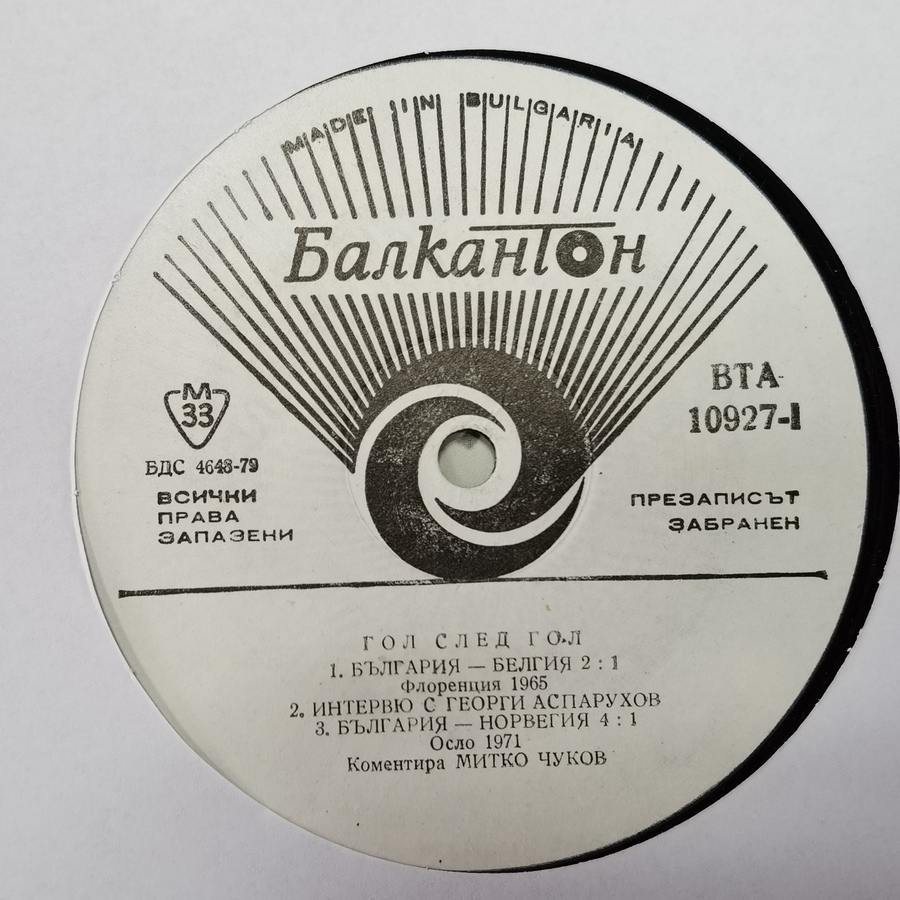 MADE IN BULGARIA
Балкантон
М
33
БДС 4648-79
ВСИЧКИ
ПРАВА
ЗАПАЗЕНИ
ВТА
10927-I
ПРЕЗАПИСЪТ
ЗАБРАНЕН
ГОЛ СЛЕД ГОЛ
1. БЪЛГАРИЯ — БЕЛГИЯ 2 : 1
Флоренция 1965
2. ИНТЕРВЮ С ГЕОРГИ АСПАРУХОВ
3. БЪЛГАРИЯ — НОРВЕГИЯ 4 : 1
Осло 1971
Коментира МИТКО ЧУКОВ